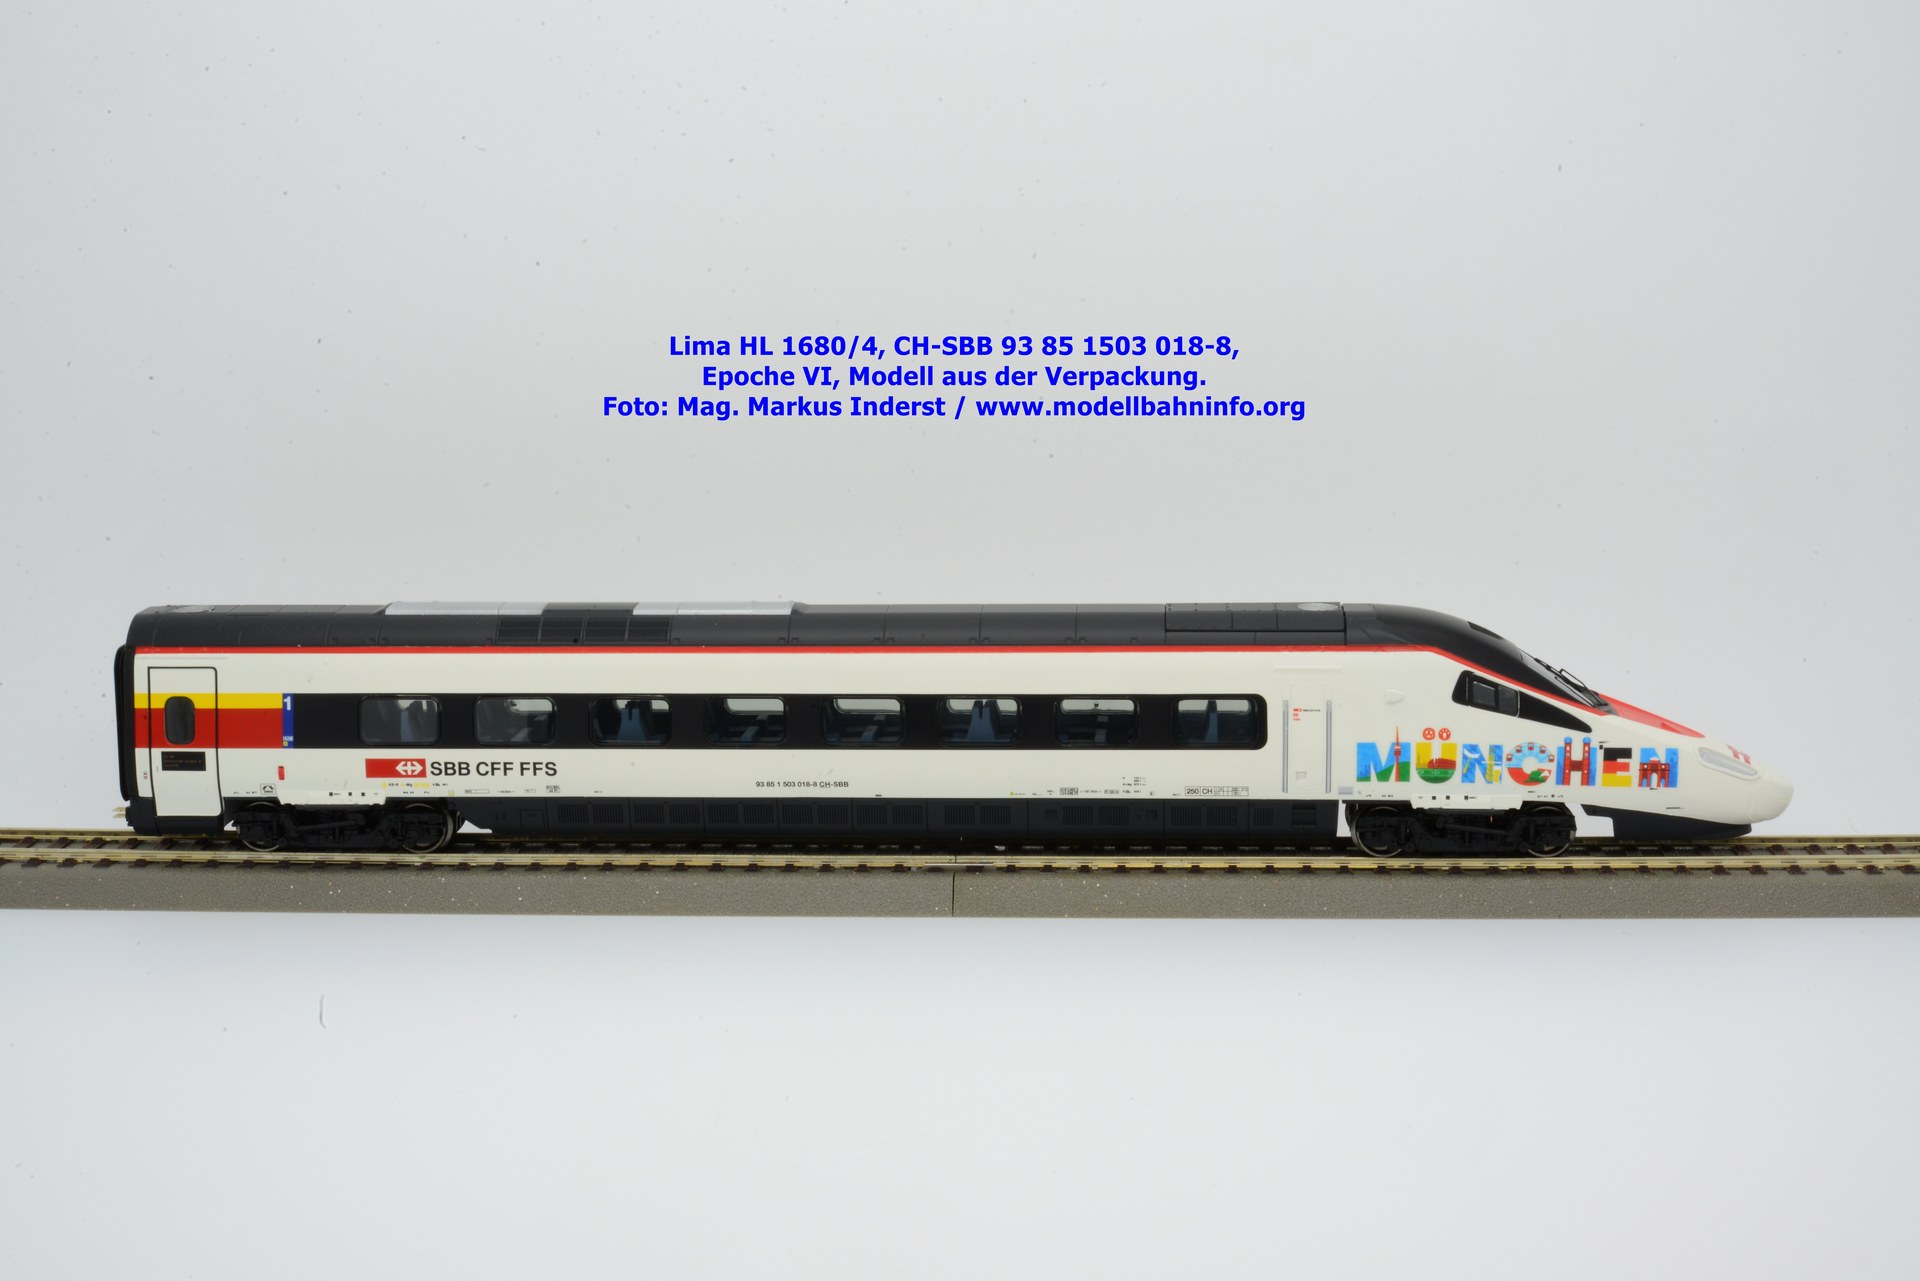 Lima HL 1680/4, CH-SBB 93 85 1503 018-8,
Epoche VI, Modell aus der Verpackung.
Foto: Mag. Markus Inderst / www.modellbahninfo.org
1
SBB CFF FFS
93 85 1 503 018-8 CH-SBB
250 CH
MÜNCHEN